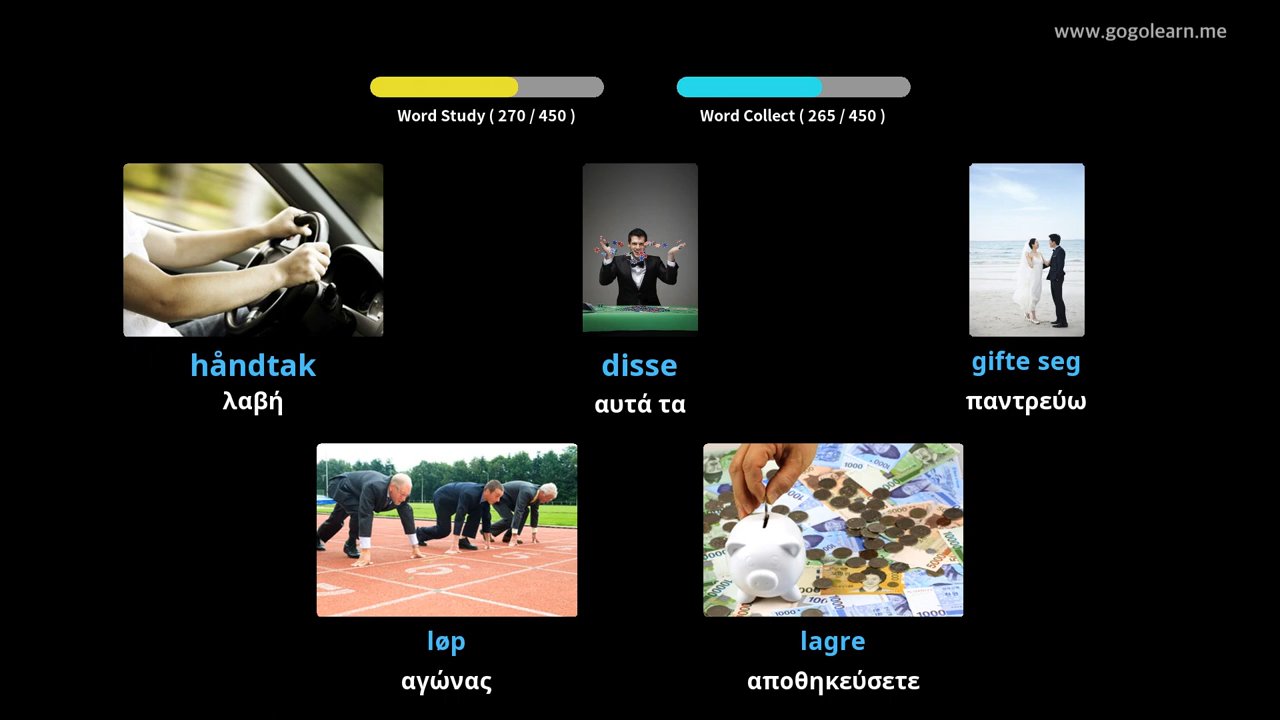 www.gogolearn.me
Word Study ( 270 / 450 )
Word Collect ( 265 / 450 )
håndtak
λαβή
disse
αυτά τα
gifte seg
παντρεύω
løp
αγώνας
lagre
αποθηκεύσετε